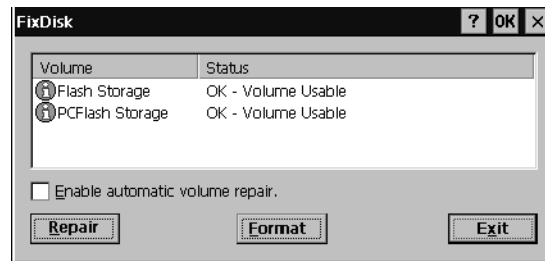 FixDisk ? OK ×
Volume Status
Flash Storage OK - Volume Usable
PCFlash Storage OK - Volume Usable
Enable automatic volume repair.
Repair Format Exit